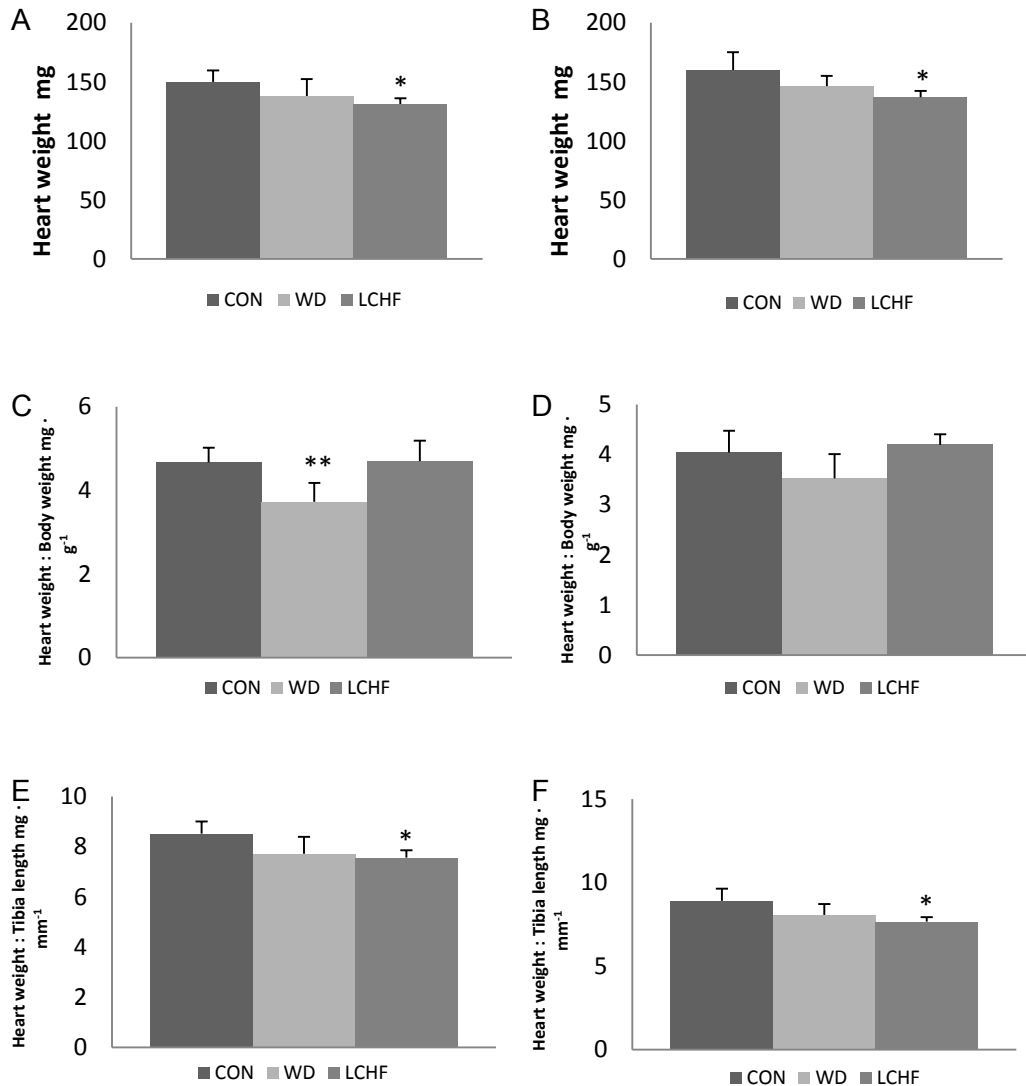 A
Heart weight mg
200
150
100
50
0
*
CON WD LCHF
B
Heart weight mg
200
150
100
50
0
*
CON WD LCHF
C
Heart weight : Body weight mg ·
g⁻¹
6
4
2
0
**
CON WD LCHF
D
Heart weight : Body weight mg ·
g⁻¹
5
4
3
2
1
0
CON WD LCHF
E
Heart weight : Tibia length mg ·
mm⁻¹
10
8
6
4
2
0
*
CON WD LCHF
F
Heart weight : Tibia length mg ·
mm⁻¹
15
10
5
0
*
CON WD LCHF